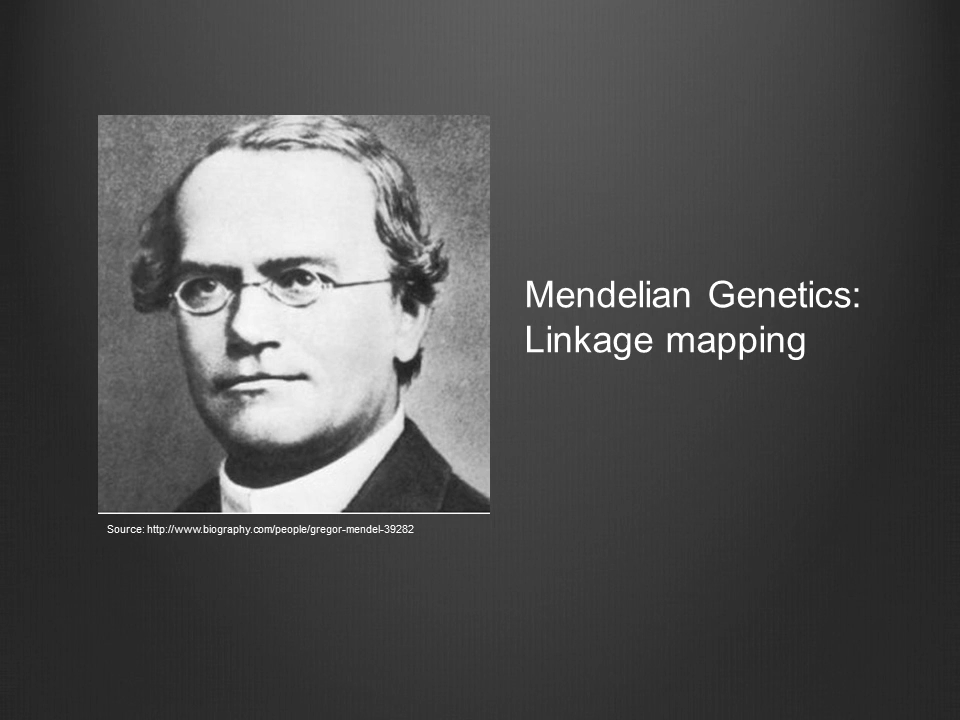 Mendelian Genetics:
Linkage mapping
Source: http://www.biography.com/people/gregor-mendel-39282